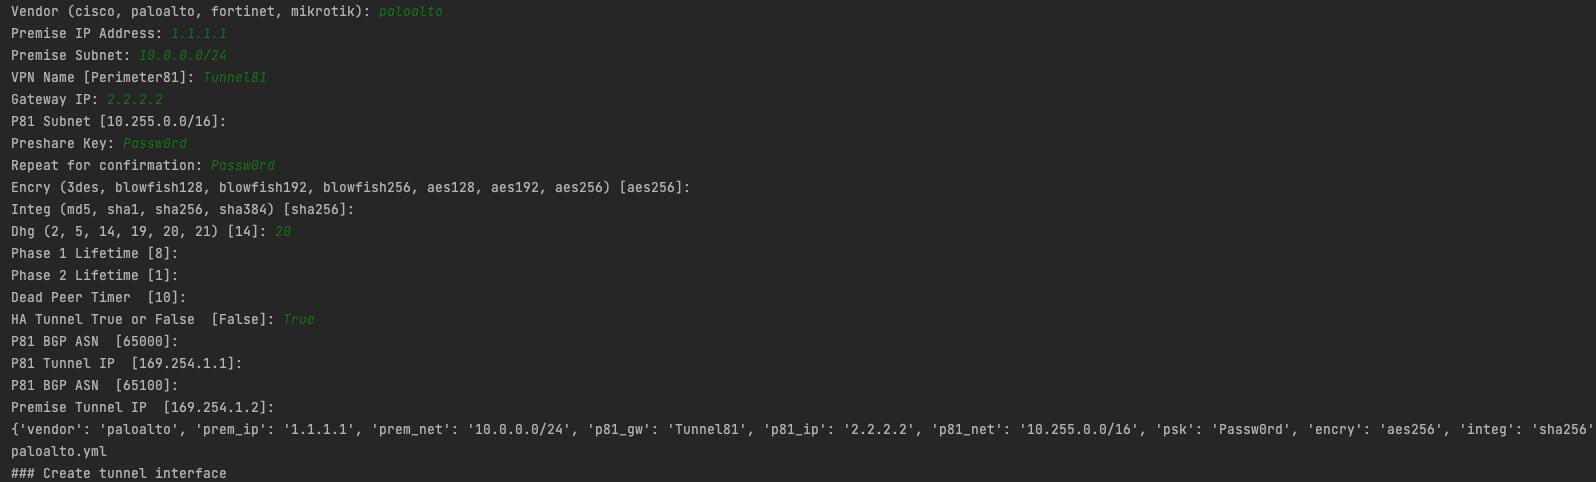 Vendor (cisco, paloalto, fortinet, mikrotik): paloalto
Premise IP Address: 1.1.1.1
Premise Subnet: 10.0.0.0/24
VPN Name [Perimeter81]: Tunnel81
Gateway IP: 2.2.2.2
P81 Subnet [10.255.0.0/16]:
Preshare Key: Passw0rd
Repeat for confirmation: Passw0rd
Encry (3des, blowfish128, blowfish192, blowfish256, aes128, aes192, aes256) [aes256]:
Integ (md5, sha1, sha256, sha384) [sha256]:
Dhg (2, 5, 14, 19, 20, 21) [14]: 20
Phase 1 Lifetime [8]:
Phase 2 Lifetime [1]:
Dead Peer Timer  [10]:
HA Tunnel True or False  [False]: True
P81 BGP ASN  [65000]:
P81 Tunnel IP  [169.254.1.1]:
P81 BGP ASN  [65100]:
Premise Tunnel IP  [169.254.1.2]:
{'vendor': 'paloalto', 'prem_ip': '1.1.1.1', 'prem_net': '10.0.0.0/24', 'p81_gw': 'Tunnel81', 'p81_ip': '2.2.2.2', 'p81_net': '10.255.0.0/16', 'psk': 'Passw0rd', 'encry': 'aes256', 'integ': 'sha256'
paloalto.yml
### Create tunnel interface